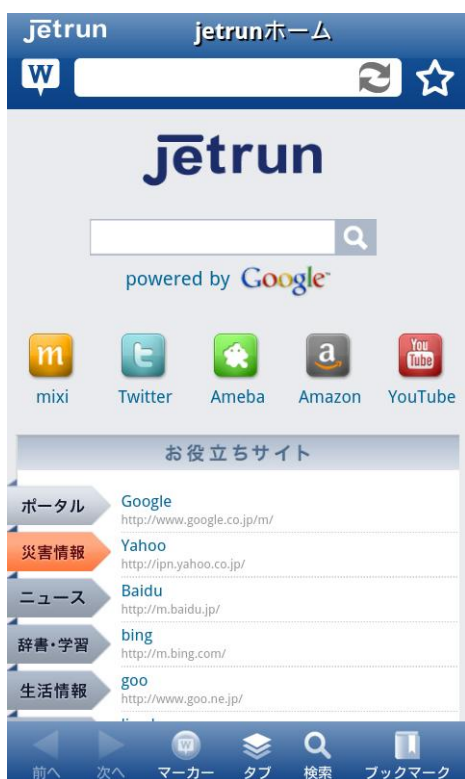 jetrun
jetrunホーム
W
jetrun
powered by Google
m
t
a
You
Tube
mixi
Twitter
Ameba
Amazon
YouTube
お役立ちサイト
ポータル
Google
http://www.google.co.jp/m/
災害情報
Yahoo
http://ipn.yahoo.co.jp/
ニュース
Baidu
http://m.baidu.jp/
辞書・学習
bing
http://m.bing.com/
生活情報
goo
http://www.goo.ne.jp/
W
前へ
次へ
マーカー
タブ
検索
ブックマーク